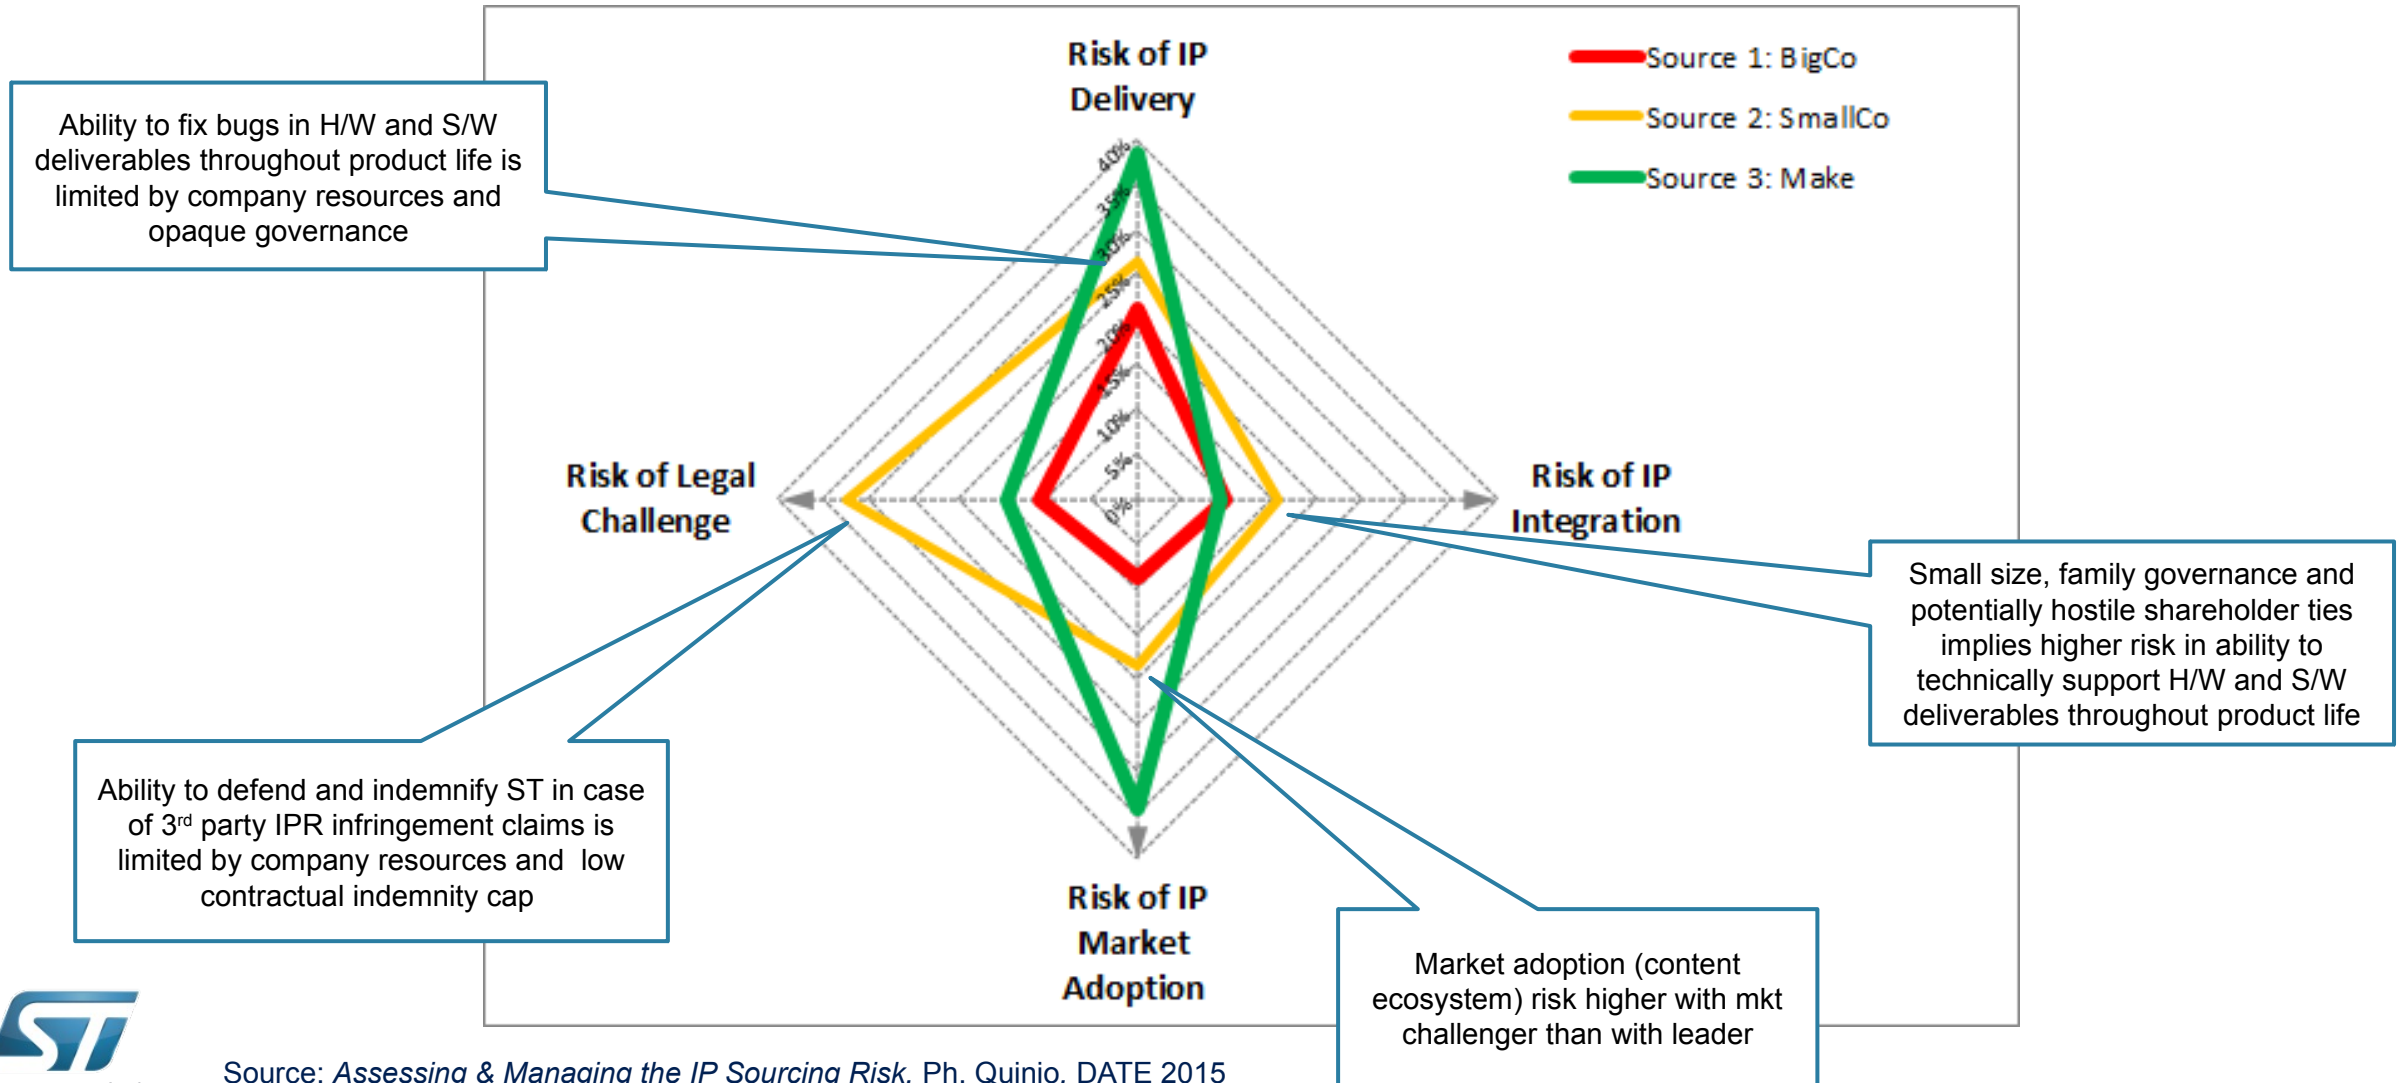 Risk of IP
Delivery
Source 1: BigCo
Source 2: SmallCo
Source 3: Make
Ability to fix bugs in H/W and S/W
deliverables throughout product life is
limited by company resources and
opaque governance
40%
35%
30%
25%
20%
15%
10%
5%
0%
Risk of Legal
Challenge
Risk of IP
Integration
Small size, family governance and
potentially hostile shareholder ties
implies higher risk in ability to
technically support H/W and S/W
deliverables throughout product life
Ability to defend and indemnify ST in case
of 3rd party IPR infringement claims is
limited by company resources and low
contractual indemnity cap
Risk of IP
Market
Adoption
Market adoption (content
ecosystem) risk higher with mkt
challenger than with leader
ST
Source: Assessing & Managing the IP Sourcing Risk, Ph. Quinio, DATE 2015